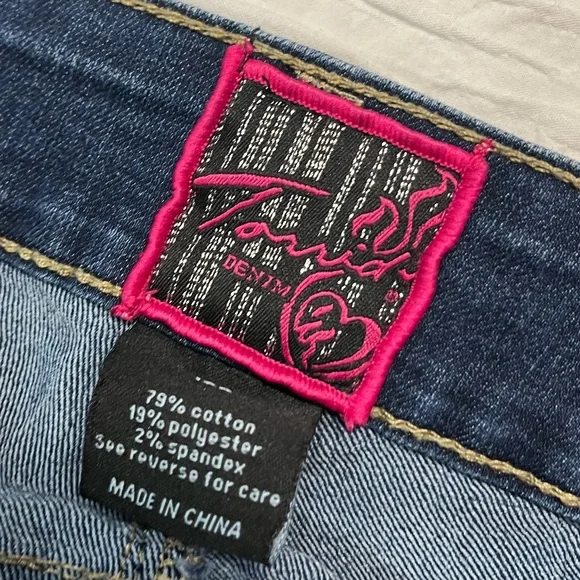 Torrid
DENIM
®
79% cotton
19% polyester
2% spandex
See reverse for care
MADE IN CHINA